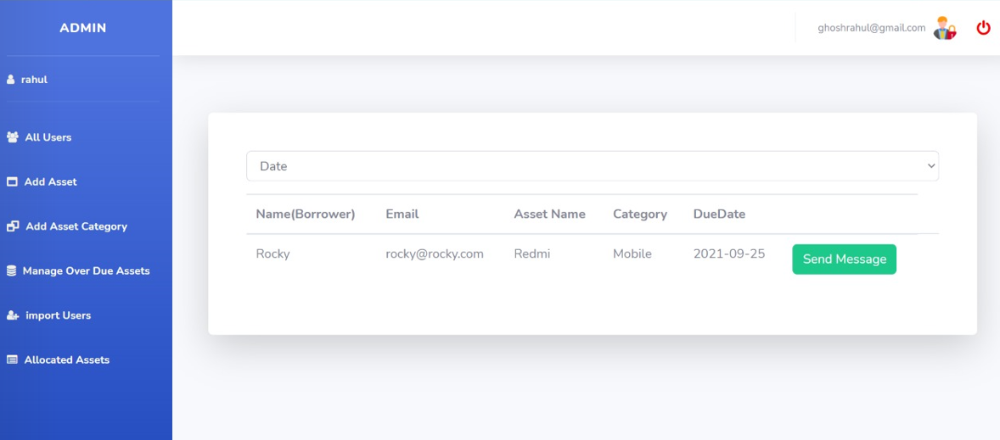 ADMIN
ghoshrahul@gmail.com
rahul
All Users
Add Asset
Add Asset Category
Manage Over Due Assets
import Users
Allocated Assets
Date
Name(Borrower) Email Asset Name Category DueDate
Rocky rocky@rocky.com Redmi Mobile 2021-09-25 Send Message